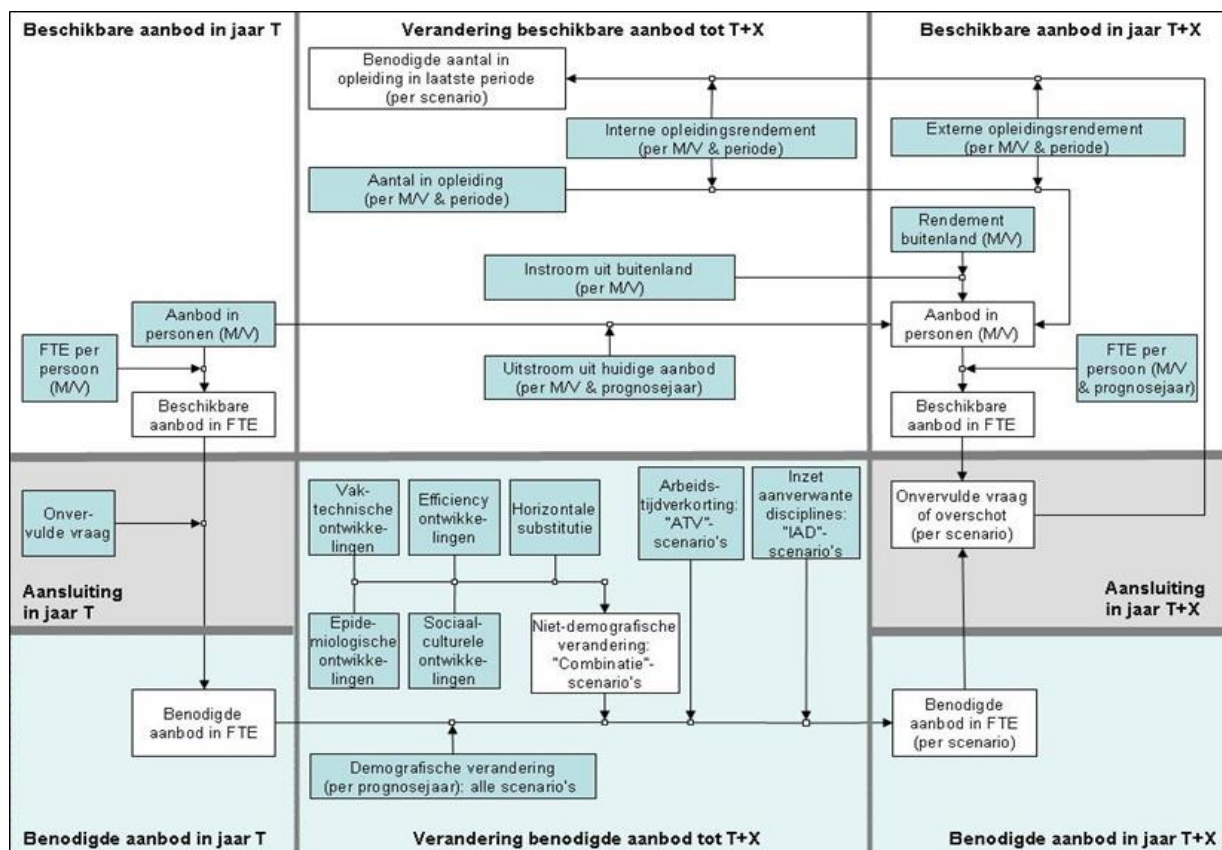 Beschikbare aanbod in jaar T
Verandering beschikbare aanbod tot T+X
Beschikbare aanbod in jaar T+X
Benodigde aantal in
opleiding in laatste periode
(per scenario)
Interne opleidingsrendement
(per M/V & periode)
Externe opleidingsrendement
(per M/V & periode)
Aantal in opleiding
(per M/V & periode)
Rendement
buitenland (M/V)
Instroom uit buitenland
(per M/V)
Aanbod in
personen (M/V)
Aanbod in
personen (M/V)
FTE per
persoon
(M/V)
Uitstroom uit huidige aanbod
(per M/V & prognosejaar)
FTE per
persoon (M/V
& prognosejaar)
Beschikbare
aanbod in FTE
Beschikbare
aanbod in FTE
Onver-
vulde vraag
Vak-
technische
ontwikke-
lingen
Efficiency
ontwikke-
lingen
Horizontale
substitutie
Arbeids-
tijdverkorting:
"ATV"-
scenario's
Inzet
aanverwante
disciplines:
"IAD"-
scenario's
Onvervulde vraag
of overschot
(per scenario)
Aansluiting
in jaar T
Aansluiting
in jaar T+X
Epide-
miologische
ontwikke-
lingen
Sociaal-
culturele
ontwikke-
lingen
Niet-demografische
verandering:
"Combinatie"-
scenario's
Benodigde
aanbod in FTE
Benodigde
aanbod in FTE
(per scenario)
Demografische verandering
(per prognosejaar): alle scenario's
Benodigde aanbod in jaar T
Verandering benodigde aanbod tot T+X
Benodigde aanbod in jaar T+X